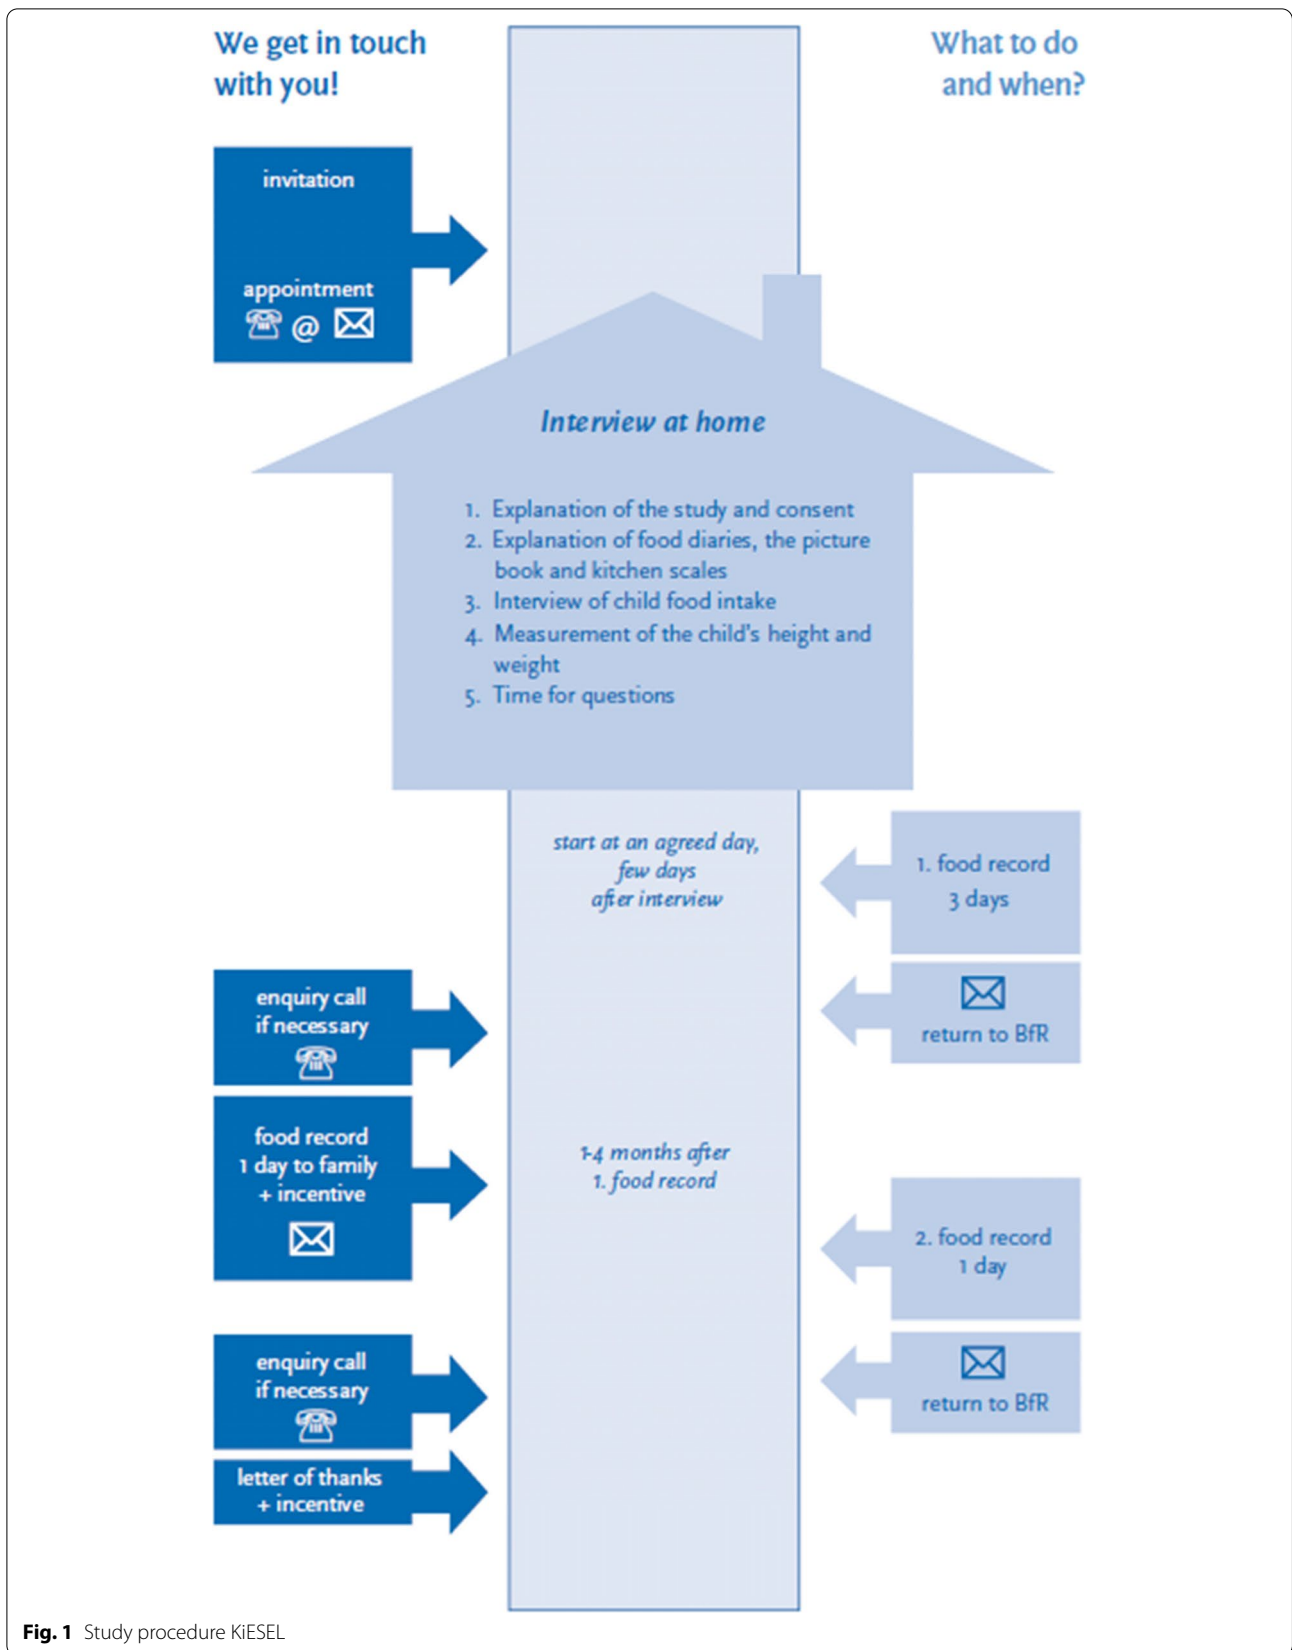 We get in touch
with you!
What to do
and when?
invitation
appointment
@
Interview at home
1. Explanation of the study and consent
2. Explanation of food diaries, the picture
book and kitchen scales
3. Interview of child food intake
4. Measurement of the child's height and
weight
5. Time for questions
start at an agreed day,
few days
after interview
1. food record
3 days
enquiry call
if necessary
return to BfR
food record
1 day to family
+ incentive
1-4 months after
1. food record
2. food record
1 day
enquiry call
if necessary
return to BfR
letter of thanks
+ incentive
Fig. 1 Study procedure KiESEL